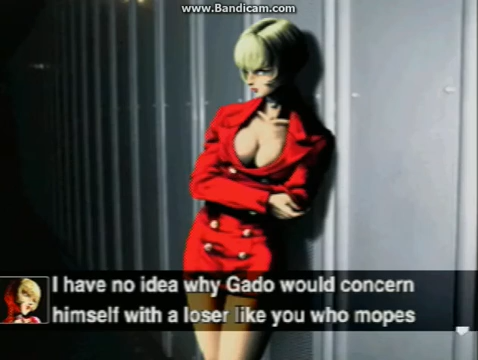 www.Bandicam.com
I have no idea why Gado would concern
himself with a loser like you who mopes